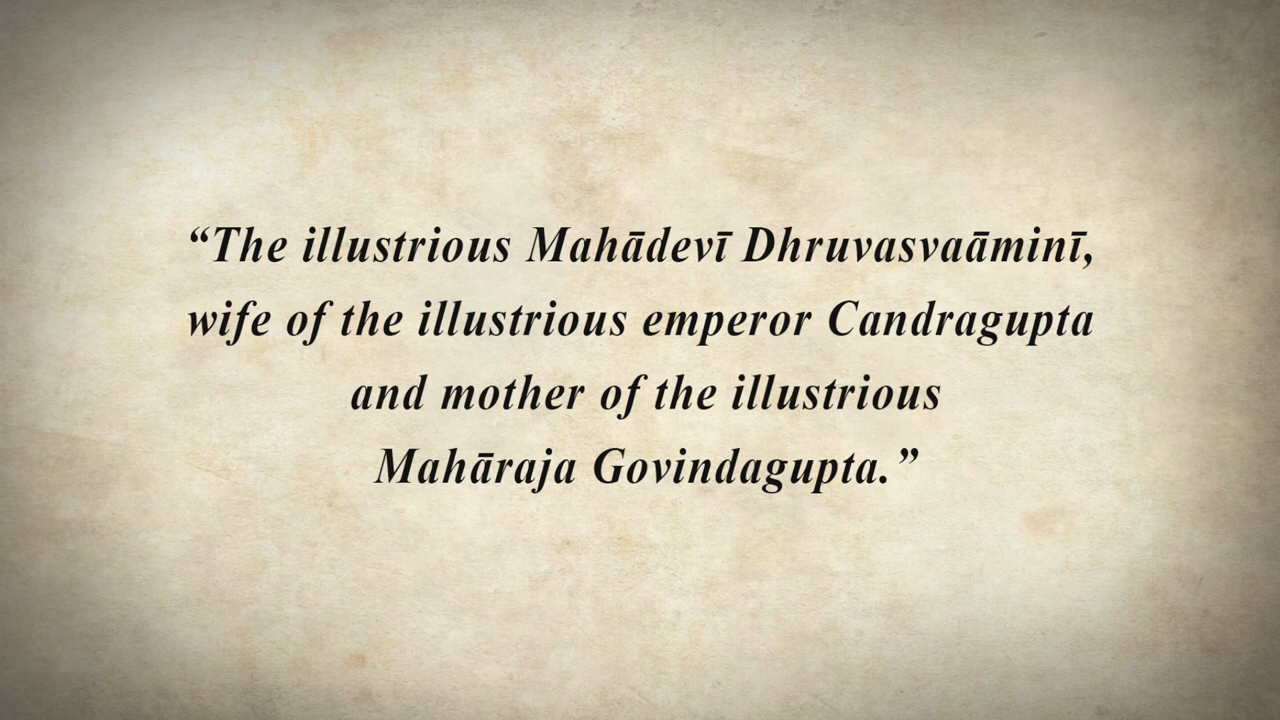 “The illustrious Mahādevī Dhruvasvaāminī,
wife of the illustrious emperor Candragupta
and mother of the illustrious
Mahāraja Govindagupta.”